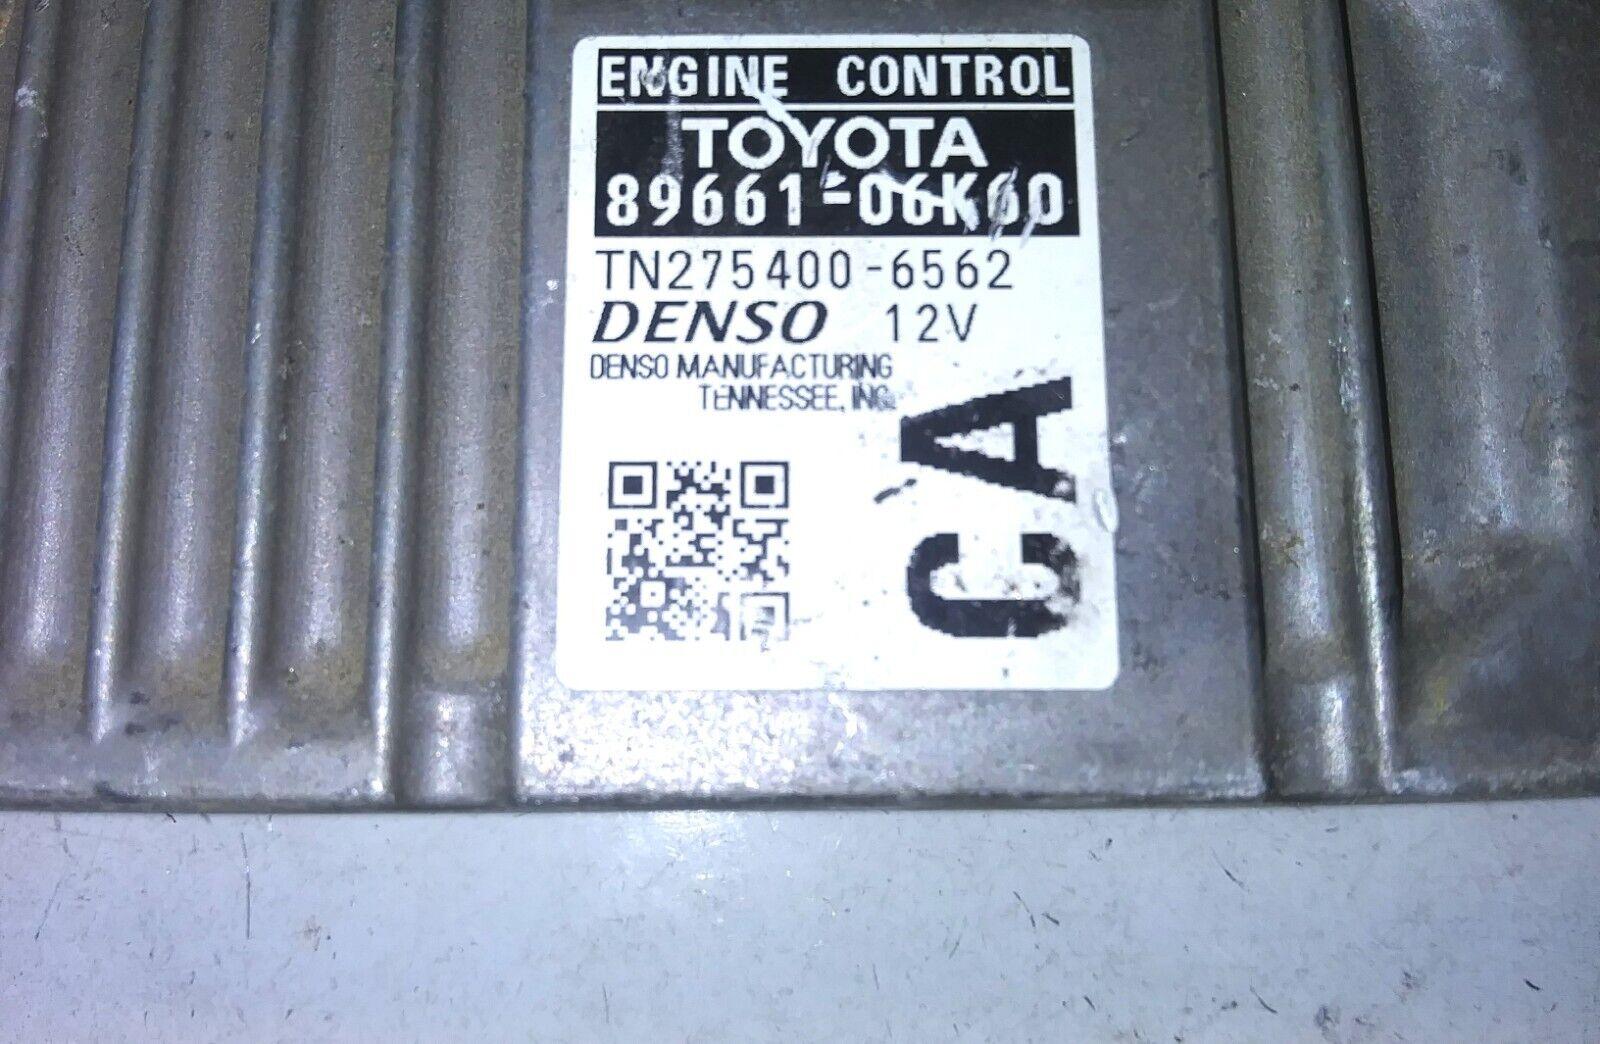 ENGINE CONTROL
TOYOTA
89661-06K60
TN275400-6562
DENSO 12V
DENSO MANUFACTURING
TENNESSEE, INC.
CA